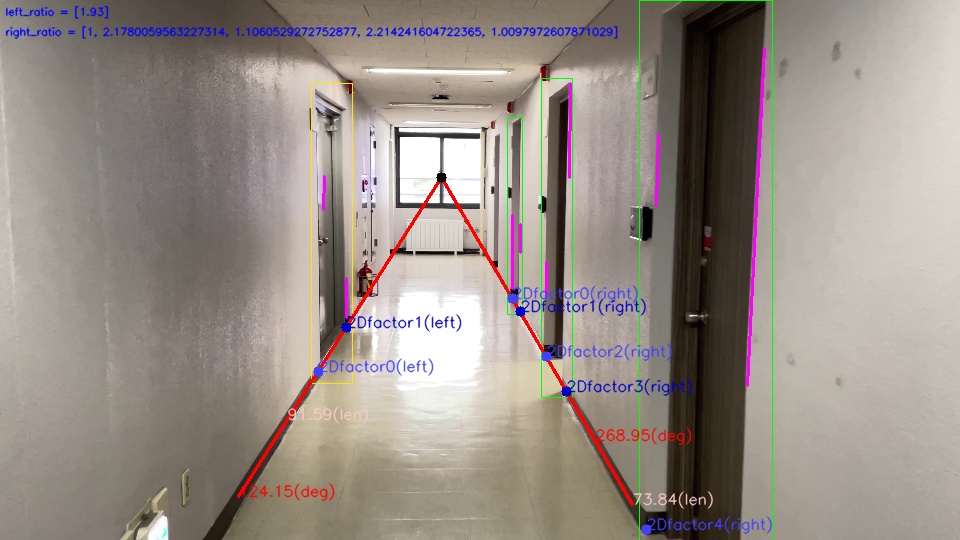 left_ratio = [1.93]
right_ratio = [1, 2.1780059563227314, 1.1060529272752877, 2.214241604722365, 1.0097972607871029]
2Dfactor0(right)
2Dfactor1(right)
2Dfactor1(left)
2Dfactor2(right)
2Dfactor0(left)
2Dfactor3(right)
91.59(len)
268.95(deg)
124.15(deg)
73.84(len)
2Dfactor4(right)